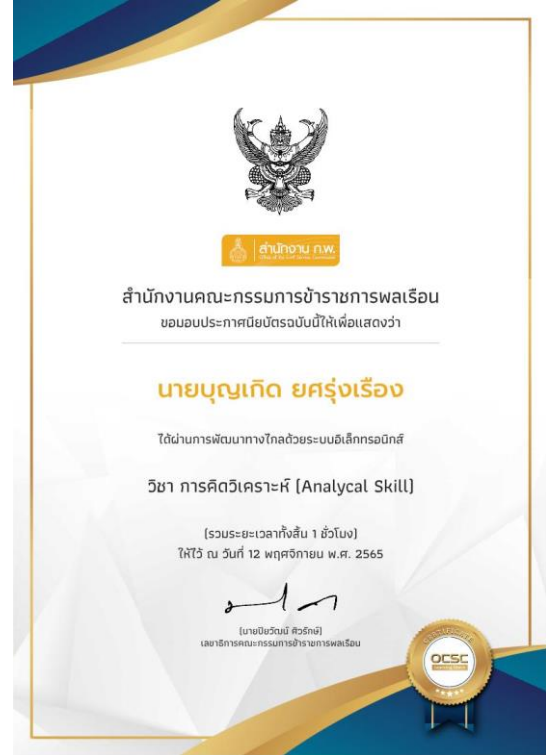 สำนักงาน ก.พ.
Office of the Civil Service Commission
สำนักงานคณะกรรมการข้าราชการพลเรือน
ขอมอบประกาศนียบัตรฉบับนี้ให้เพื่อแสดงว่า
นายบุญเกิด ยศรุ่งเรือง
ได้ผ่านการพัฒนาทางไกลด้วยระบบอิเล็กทรอนิกส์
วิชา การคิดวิเคราะห์ (Analycal Skill)
(รวมระยะเวลาทั้งสิ้น 1 ชั่วโมง)
ให้ไว้ ณ วันที่ 12 พฤศจิกายน พ.ศ. 2565
(นายปิยวัฒน์ ศิวรักษ์)
เลขาธิการคณะกรรมการข้าราชการพลเรือน
CERTIFICATE
OCSC